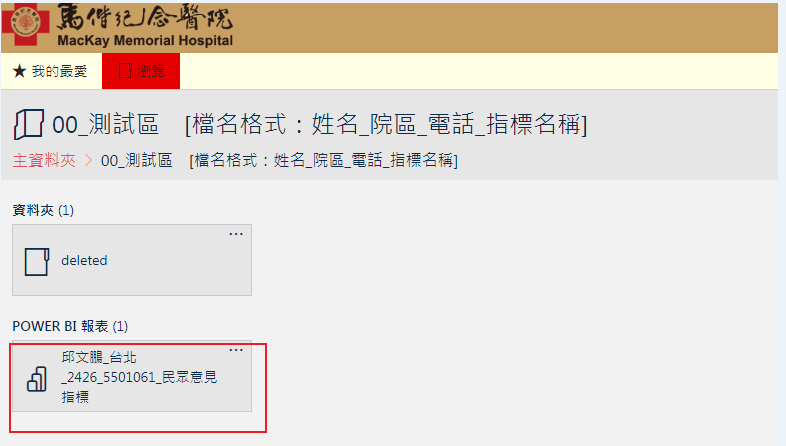 馬偕紀念醫院
MacKay Memorial Hospital
★ 我的最愛 瀏覽
00_測試區 [檔名格式：姓名_院區_電話_指標名稱]
主資料夾 > 00_測試區 [檔名格式：姓名_院區_電話_指標名稱]
資料夾 (1)
...
deleted
POWER BI 報表 (1)
...
邱文鵬_台北
_2426_5501061_民眾意見
指標